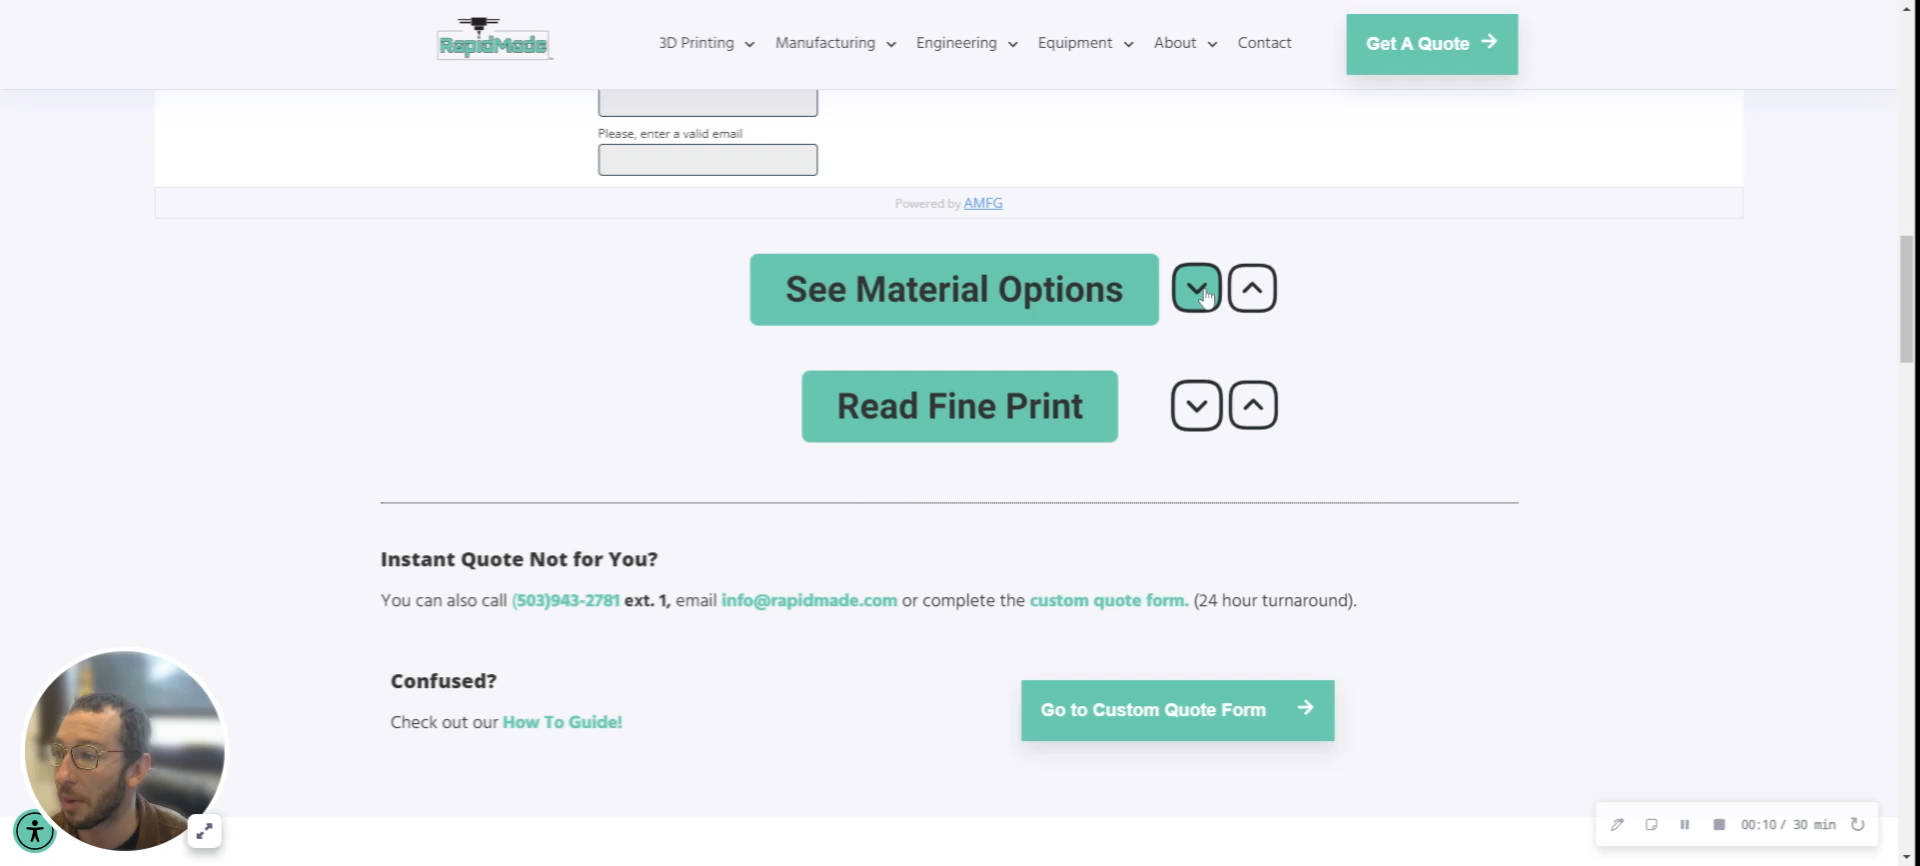 RapidMade
3D Printing Manufacturing Engineering Equipment About Contact
Get A Quote
Please, enter a valid email
Powered by AMFG
See Material Options
Read Fine Print
Instant Quote Not for You?
You can also call (503)943-2781 ext. 1, email info@rapidmade.com or complete the custom quote form. (24 hour turnaround).
Confused?
Check out our How To Guide!
Go to Custom Quote Form
00:10 / 30 min